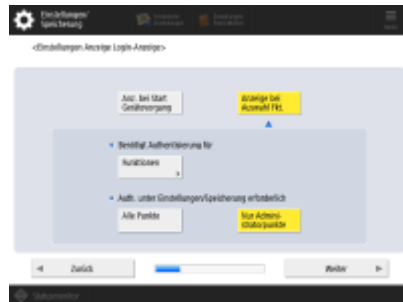 Einstellungen/
Speicherung
<Einstellungen Anzeige Login-Anzeige>
Anz. bei Start
Gerätevorgang
Anzeige bei
Auswahl Fkt.
Benötigt Authentisierung für
Funktionen
Auth. unter Einstellungen/Speicherung erforderlich
Alle Punkte
Nur Admini-
stratorpunkte
Zurück
Weiter
Statusmonitor